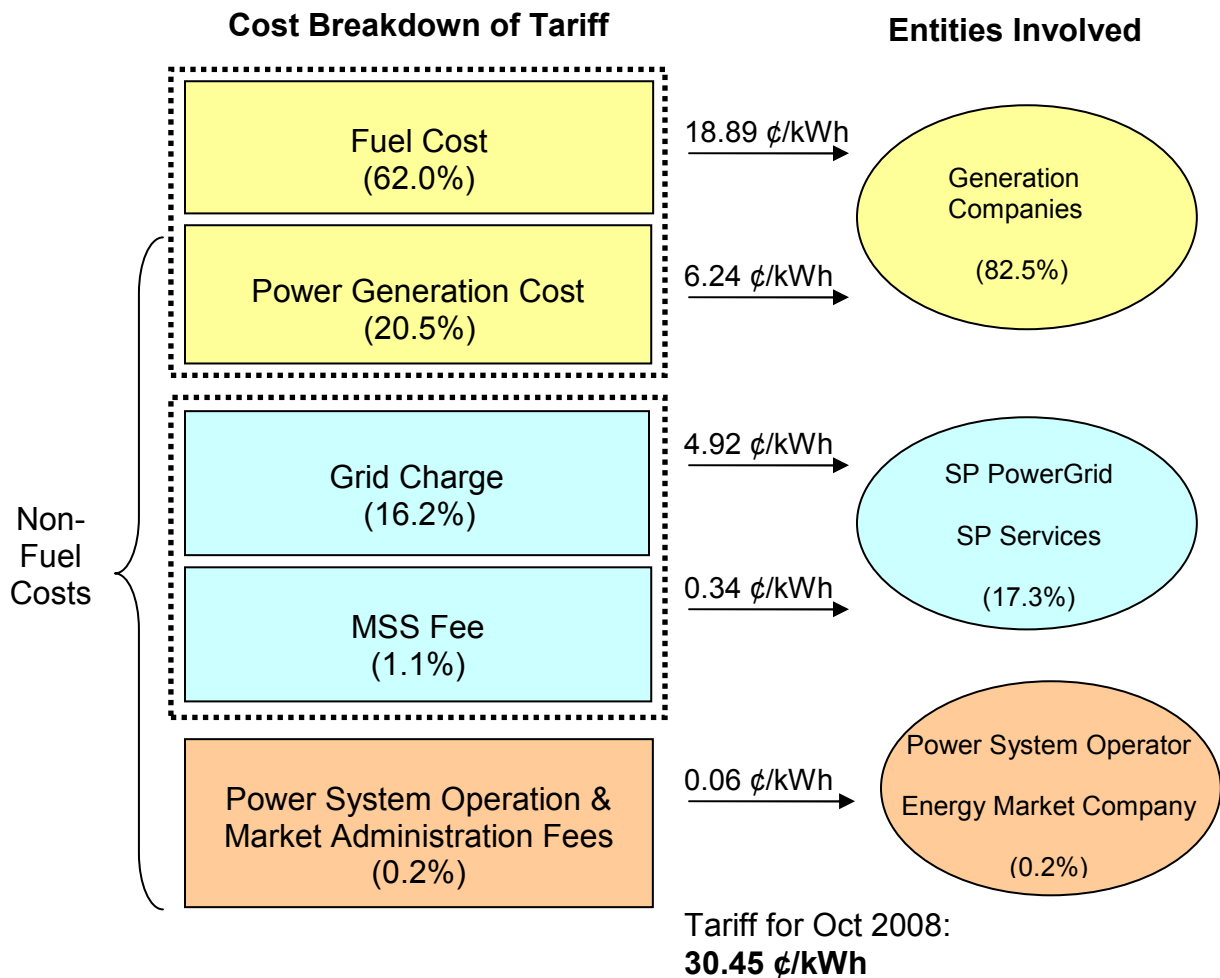 Cost Breakdown of Tariff
Entities Involved
Fuel Cost
(62.0%)
18.89 ¢/kWh
Generation
Companies
(82.5%)
Power Generation Cost
(20.5%)
6.24 ¢/kWh
Non-
Fuel
Costs
Grid Charge
(16.2%)
4.92 ¢/kWh
SP PowerGrid
SP Services
(17.3%)
MSS Fee
(1.1%)
0.34 ¢/kWh
Power System Operation &
Market Administration Fees
(0.2%)
0.06 ¢/kWh
Power System Operator
Energy Market Company
(0.2%)
Tariff for Oct 2008:
30.45 ¢/kWh